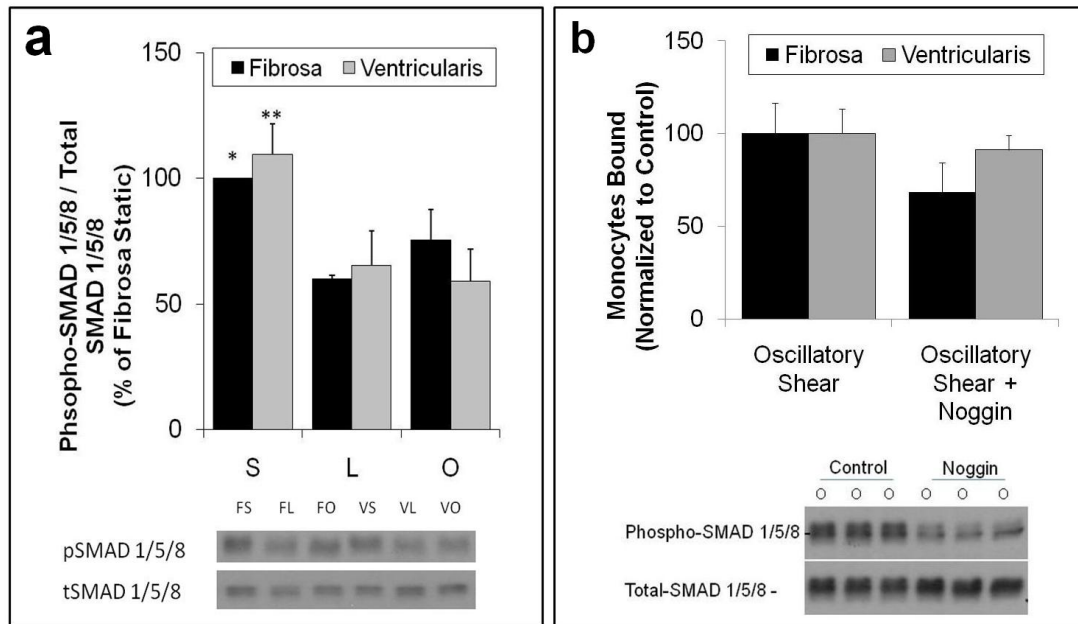 a
Phsopho-SMAD 1/5/8 / Total
SMAD 1/5/8
(% of Fibrosa Static)
150
100
50
0
Fibrosa Ventricularis
*
**
S L O
FS FL FO VS VL VO
pSMAD 1/5/8
tSMAD 1/5/8
b
Monocytes Bound
(Normalized to Control)
150
100
50
0
Fibrosa Ventricularis
Oscillatory Oscillatory
Shear Shear +
Noggin
Control Noggin
O O O O O O
Phospho-SMAD 1/5/8 -
Total-SMAD 1/5/8 -